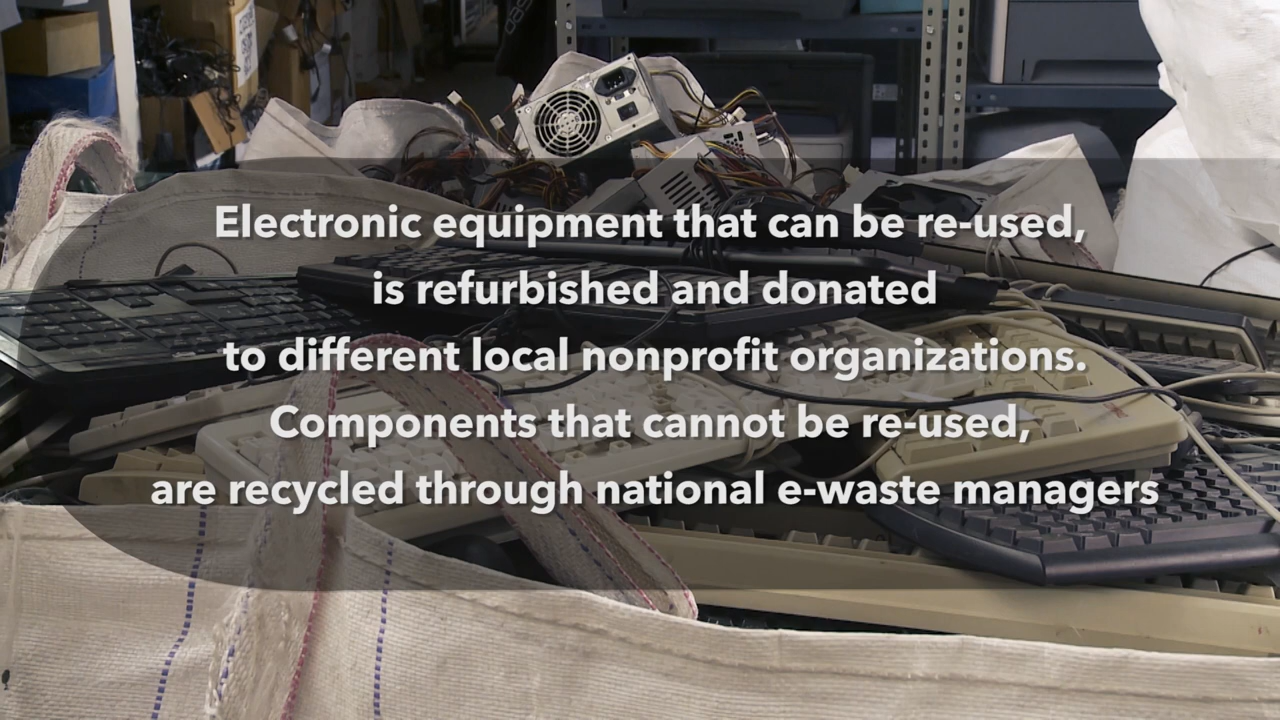 Electronic equipment that can be re-used,
is refurbished and donated
to different local nonprofit organizations.
Components that cannot be re-used,
are recycled through national e-waste managers